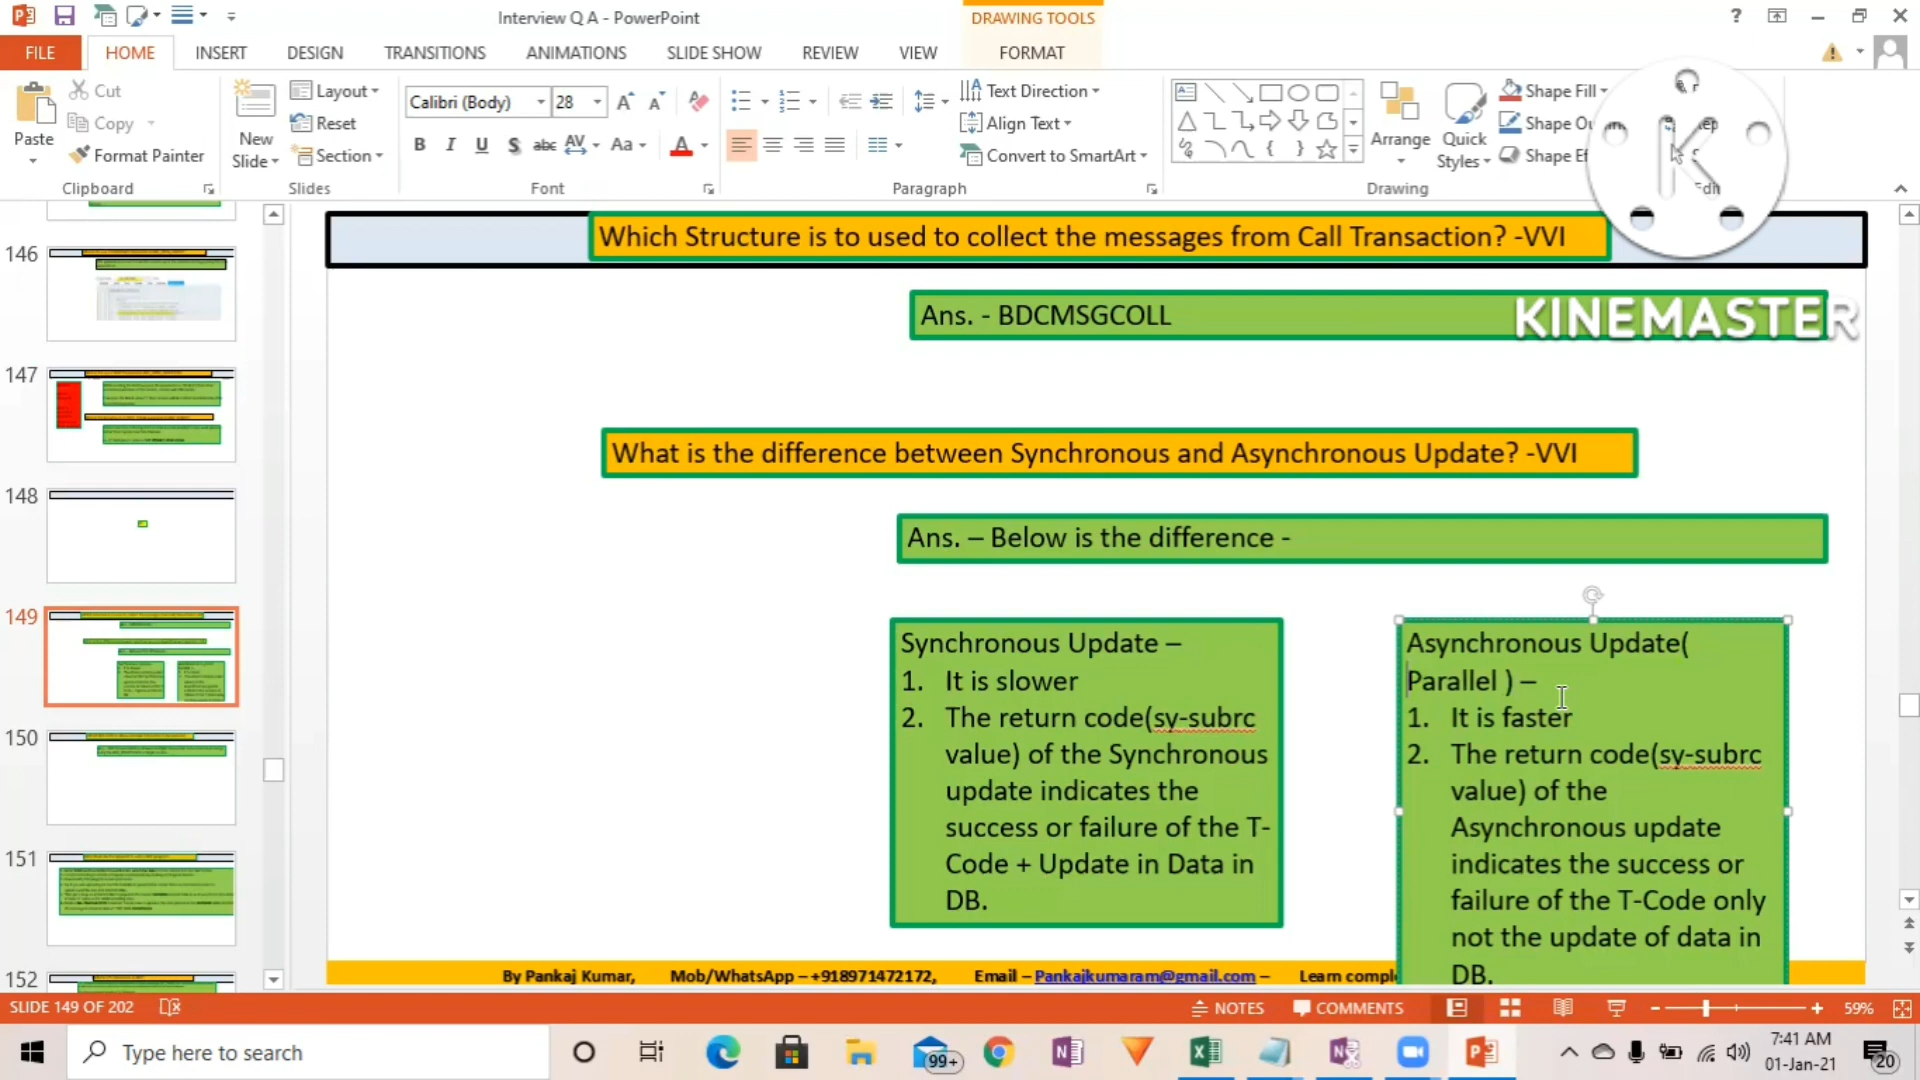 Interview Q A - PowerPoint
DRAWING TOOLS
FILE
HOME
INSERT
DESIGN
TRANSITIONS
ANIMATIONS
SLIDE SHOW
REVIEW
VIEW
FORMAT
Paste
Cut
Copy
Format Painter
Clipboard
New
Slide
Layout
Reset
Section
Slides
Calibri (Body)
28
Font
Text Direction
Align Text
Convert to SmartArt
Paragraph
Arrange
Quick
Styles
Shape Fill
Drawing
K
KINEMASTER
146
147
148
149
150
151
152
Which Structure is to used to collect the messages from Call Transaction? -VVI
Ans. - BDCMSGCOLL
What is the difference between Synchronous and Asynchronous Update? -VVI
Ans. – Below is the difference -
Synchronous Update –
1. It is slower
2. The return code(sy-subrc
value) of the Synchronous
update indicates the
success or failure of the T-
Code + Update in Data in
DB.
Asynchronous Update(
Parallel ) –
1. It is faster
2. The return code(sy-subrc
value) of the
Asynchronous update
indicates the success or
failure of the T-Code only
not the update of data in
DB.
By Pankaj Kumar, Mob/WhatsApp – +918971472172, Email – Pankajkumaram@gmail.com – Learn compl
SLIDE 149 OF 202
NOTES
COMMENTS
59%
Type here to search
99+
7:41 AM
01-Jan-21
20